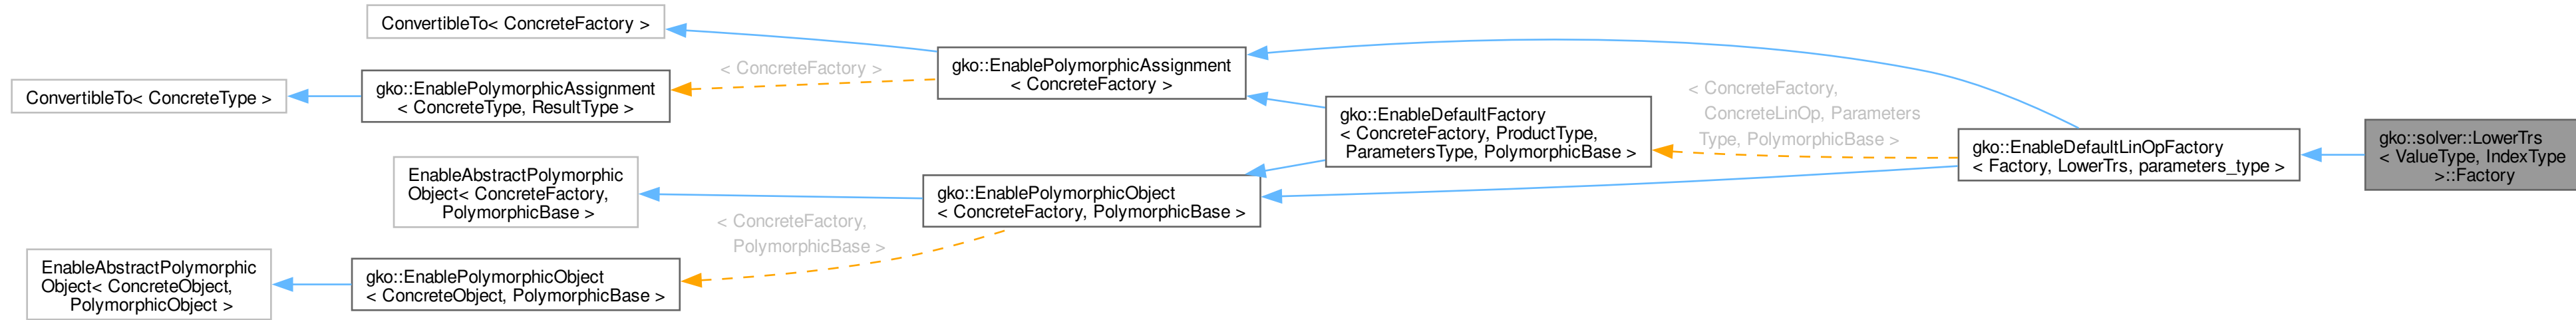 ConvertibleTo< ConcreteFactory >
ConvertibleTo< ConcreteType >
gko::EnablePolymorphicAssignment
< ConcreteType, ResultType >
< ConcreteFactory >
gko::EnablePolymorphicAssignment
< ConcreteFactory >
EnableAbstractPolymorphic
Object< ConcreteFactory,
PolymorphicBase >
EnableAbstractPolymorphic
Object< ConcreteObject,
PolymorphicObject >
gko::EnablePolymorphicObject
< ConcreteObject, PolymorphicBase >
< ConcreteFactory,
PolymorphicBase >
gko::EnablePolymorphicObject
< ConcreteFactory, PolymorphicBase >
gko::EnableDefaultFactory
< ConcreteFactory, ProductType,
ParametersType, PolymorphicBase >
< ConcreteFactory,
ConcreteLinOp, Parameters
Type, PolymorphicBase >
gko::EnableDefaultLinOpFactory
< Factory, LowerTrs, parameters_type >
gko::solver::LowerTrs
< ValueType, IndexType
>::Factory